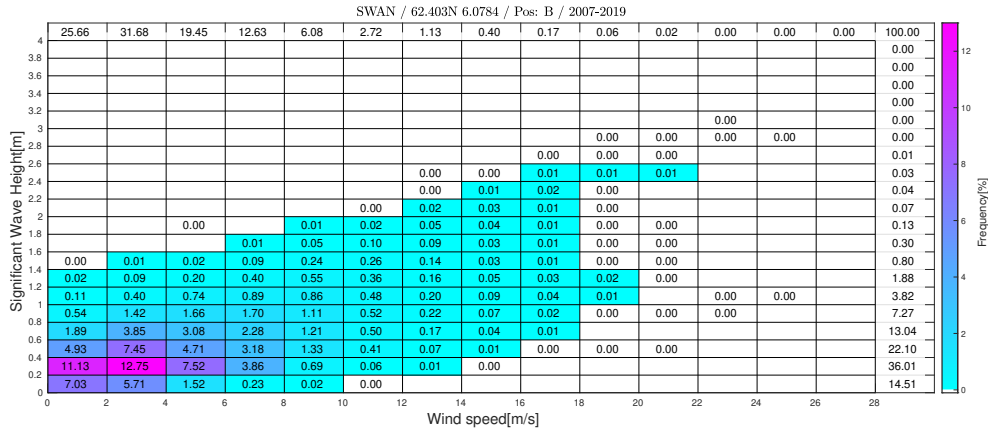 SWAN / 62.403N 6.0784 / Pos: B / 2007-2019
4 25.66 31.68 19.45 12.63 6.08 2.72 1.13 0.40 0.17 0.06 0.02 0.00 0.00 0.00 100.00
3.8 0.00
3.6 0.00
3.4 0.00
3.2 0.00
3 0.00 0.00
2.8 0.00 0.00 0.00 0.00 0.00
2.6 0.00 0.00 0.00 0.01
2.4 0.00 0.00 0.01 0.01 0.01 0.03
2.2 0.00 0.01 0.02 0.00 0.04
2 0.00 0.02 0.03 0.01 0.00 0.07
1.8 0.00 0.01 0.02 0.05 0.04 0.01 0.00 0.00 0.13
1.6 0.01 0.05 0.10 0.09 0.03 0.01 0.00 0.00 0.30
1.4 0.00 0.01 0.02 0.09 0.24 0.26 0.14 0.03 0.01 0.00 0.00 0.80
1.2 0.02 0.09 0.20 0.40 0.55 0.36 0.16 0.05 0.03 0.02 0.00 1.88
1 0.11 0.40 0.74 0.89 0.86 0.48 0.20 0.09 0.04 0.01 0.00 0.00 3.82
0.8 0.54 1.42 1.66 1.70 1.11 0.52 0.22 0.07 0.02 0.00 0.00 0.00 7.27
0.6 1.89 3.85 3.08 2.28 1.21 0.50 0.17 0.04 0.01 13.04
0.4 4.93 7.45 4.71 3.18 1.33 0.41 0.07 0.01 0.00 0.00 0.00 22.10
0.2 11.13 12.75 7.52 3.86 0.69 0.06 0.01 0.00 36.01
0 7.03 5.71 1.52 0.23 0.02 0.00 14.51
0 2 4 6 8 10 12 14 16 18 20 22 24 26 28
Wind speed[m/s]
Significant Wave Height[m]
12
10
8
6
4
2
0
Frequency[%]